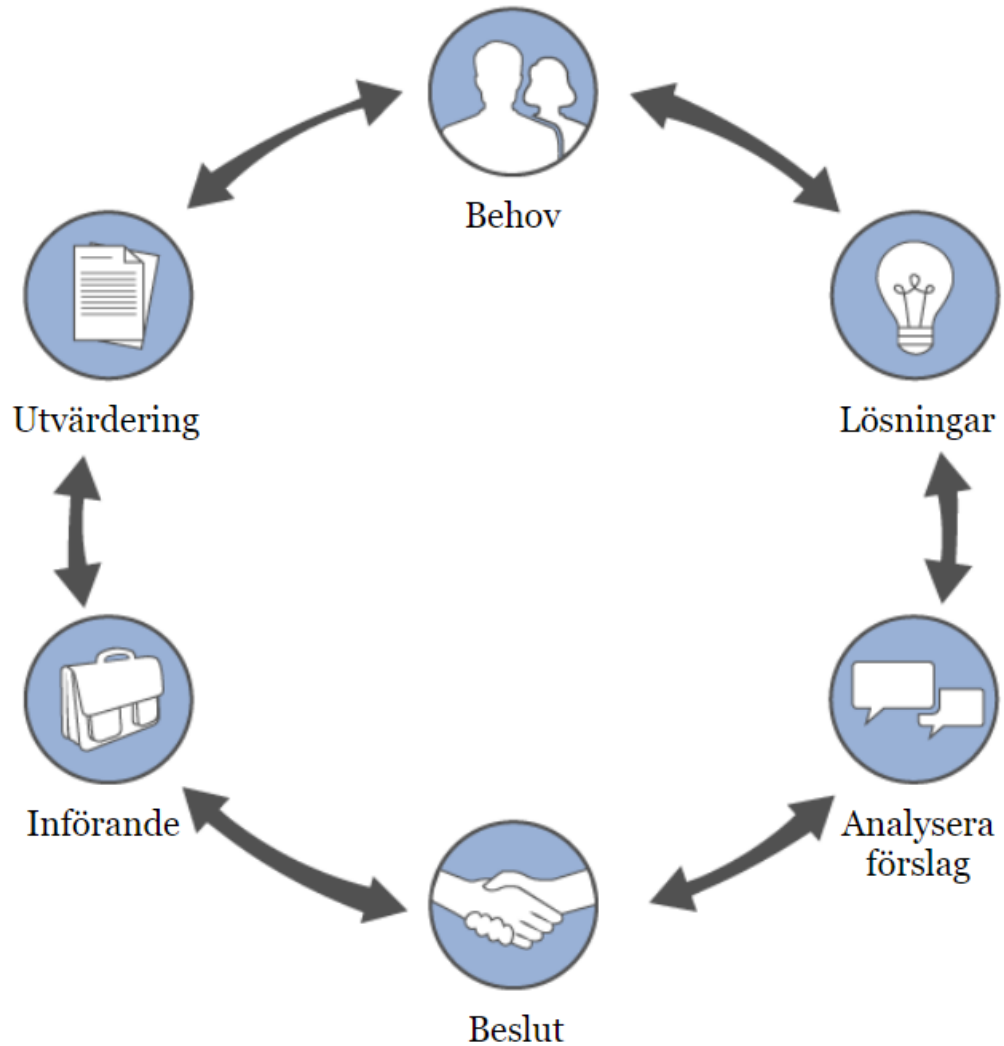 Behov
Lösningar
Analysera
förslag
Beslut
Införande
Utvärdering